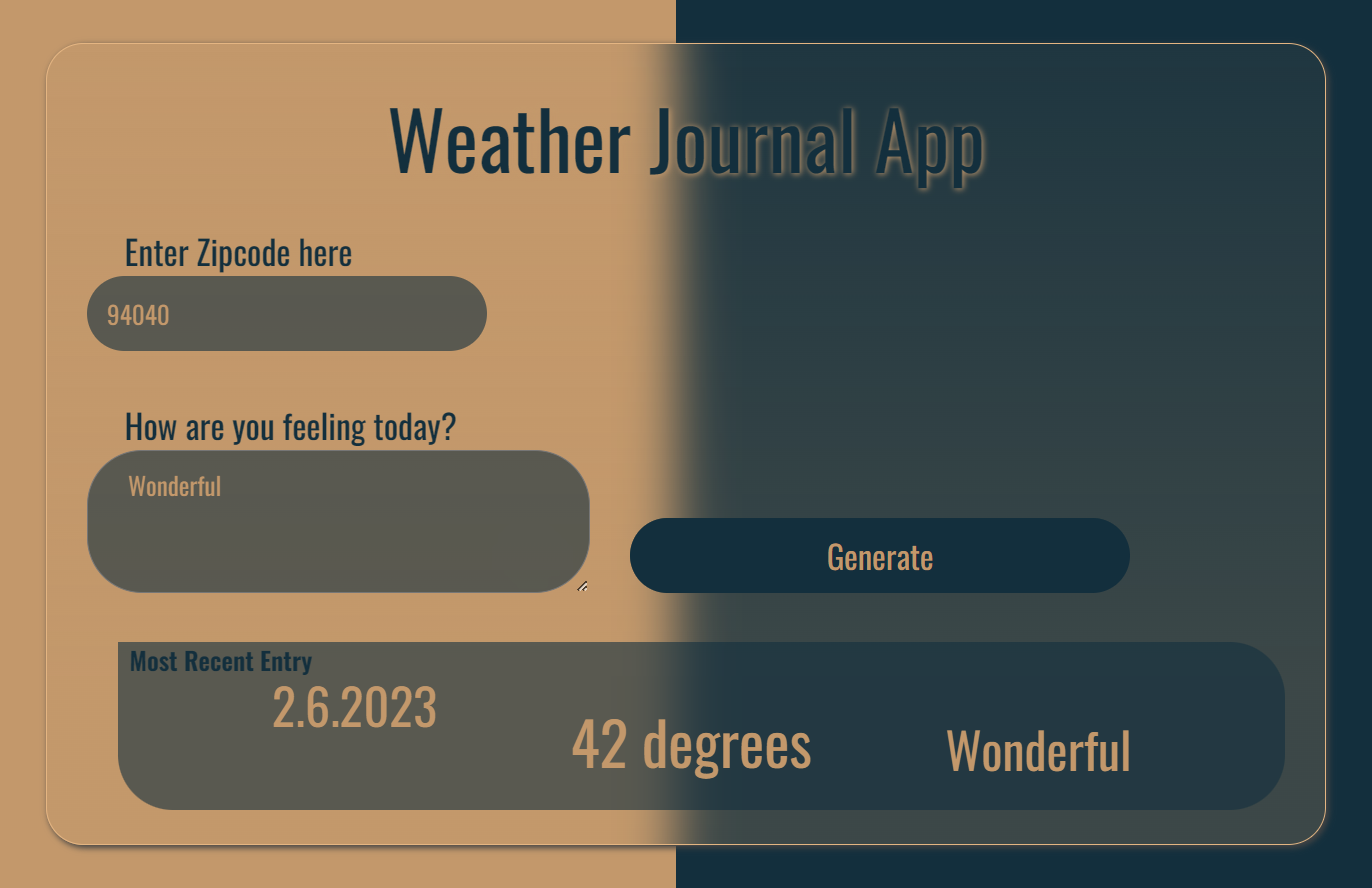 Weather Journal App
Enter Zipcode here
94040
How are you feeling today?
Wonderful
Generate
Most Recent Entry
2.6.2023
42 degrees
Wonderful